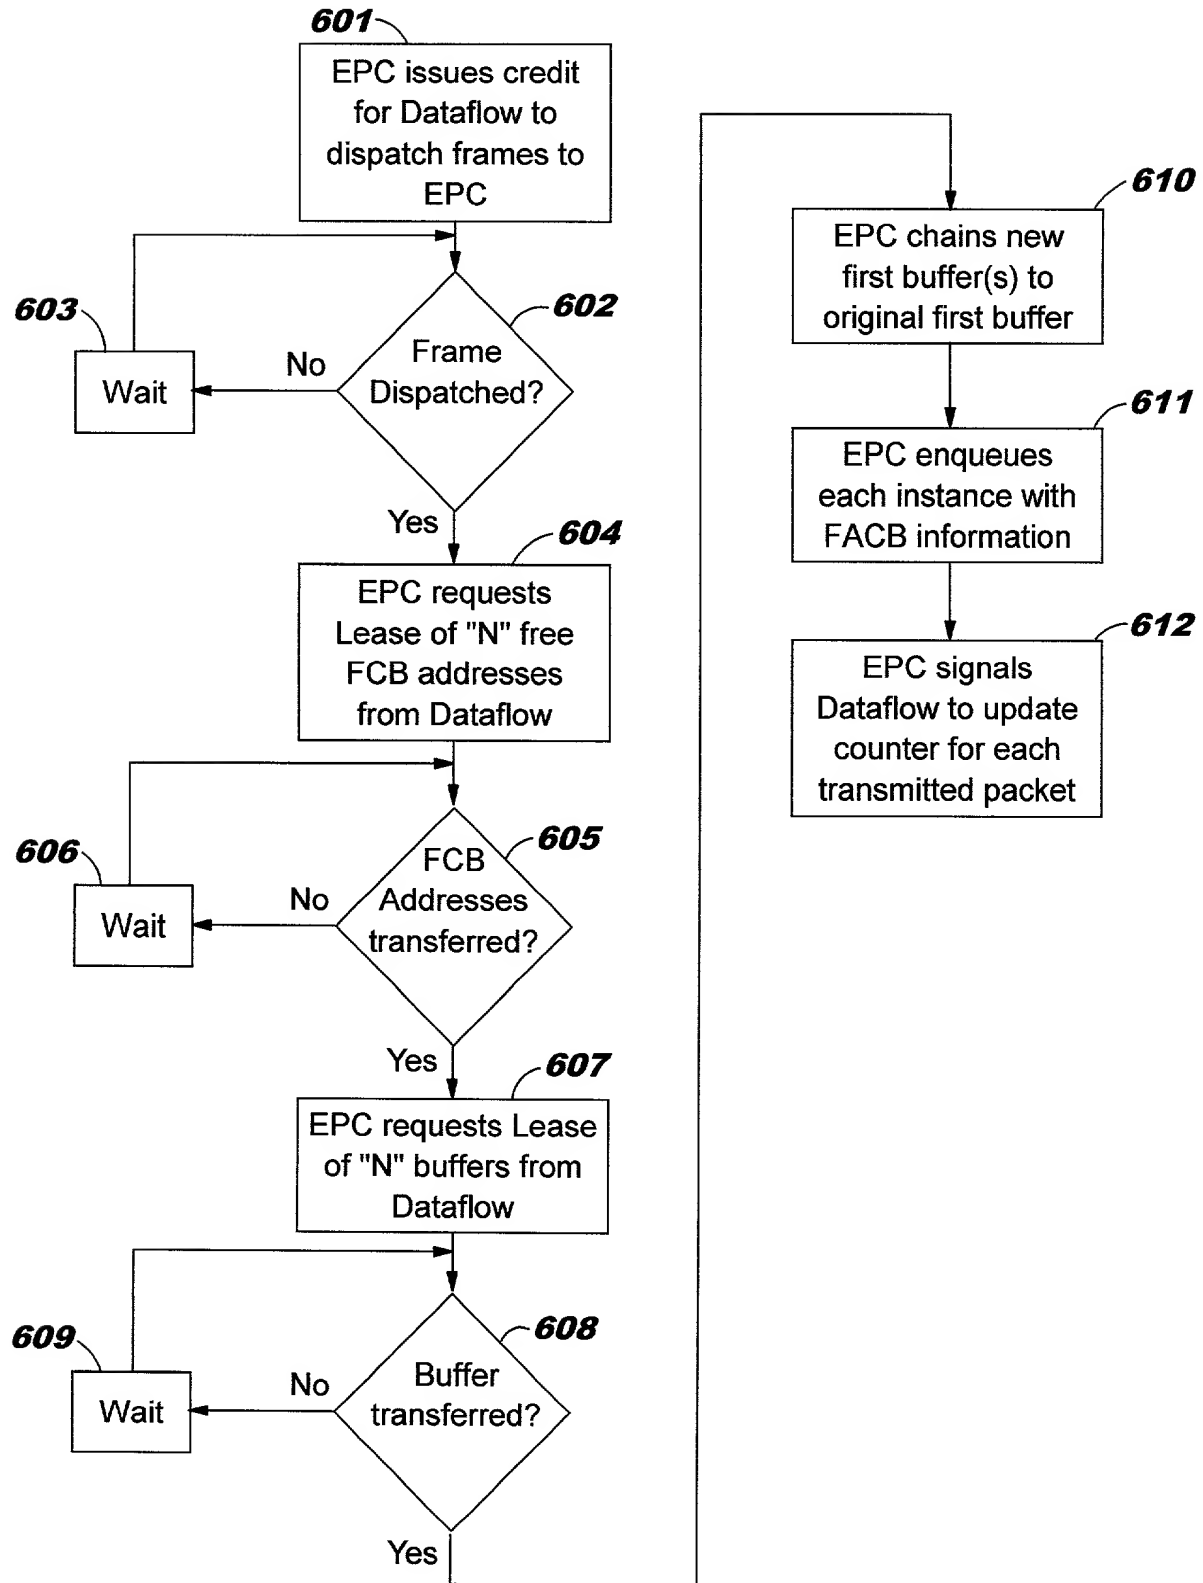 601
EPC issues credit
for Dataflow to
dispatch frames to
EPC
602
Frame
Dispatched?
No
603
Wait
Yes
604
EPC requests
Lease of "N" free
FCB addresses
from Dataflow
605
FCB
Addresses
transferred?
No
606
Wait
Yes
607
EPC requests Lease
of "N" buffers from
Dataflow
608
Buffer
transferred?
No
609
Wait
Yes
610
EPC chains new
first buffer(s) to
original first buffer
611
EPC enqueues
each instance with
FACB information
612
EPC signals
Dataflow to update
counter for each
transmitted packet